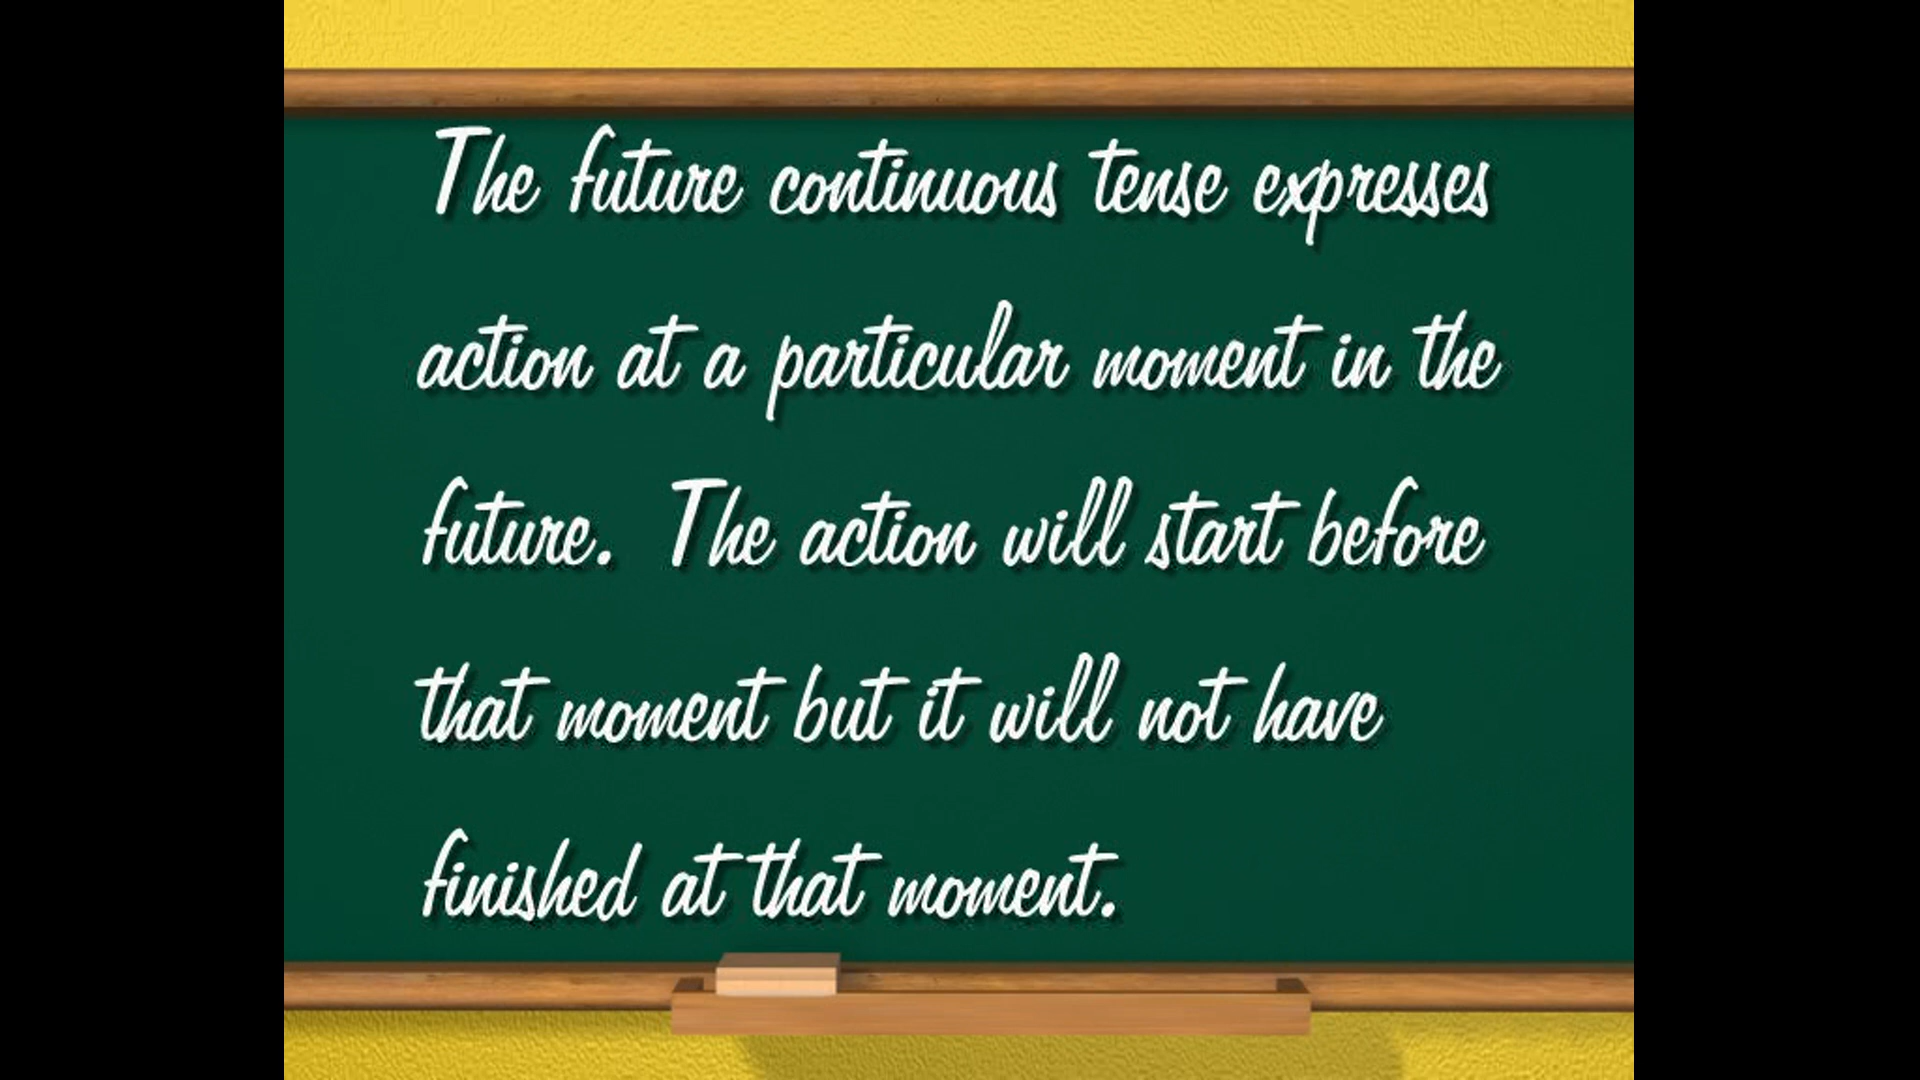 The future continuous tense expresses
action at a particular moment in the
future. The action will start before
that moment but it will not have
finished at that moment.